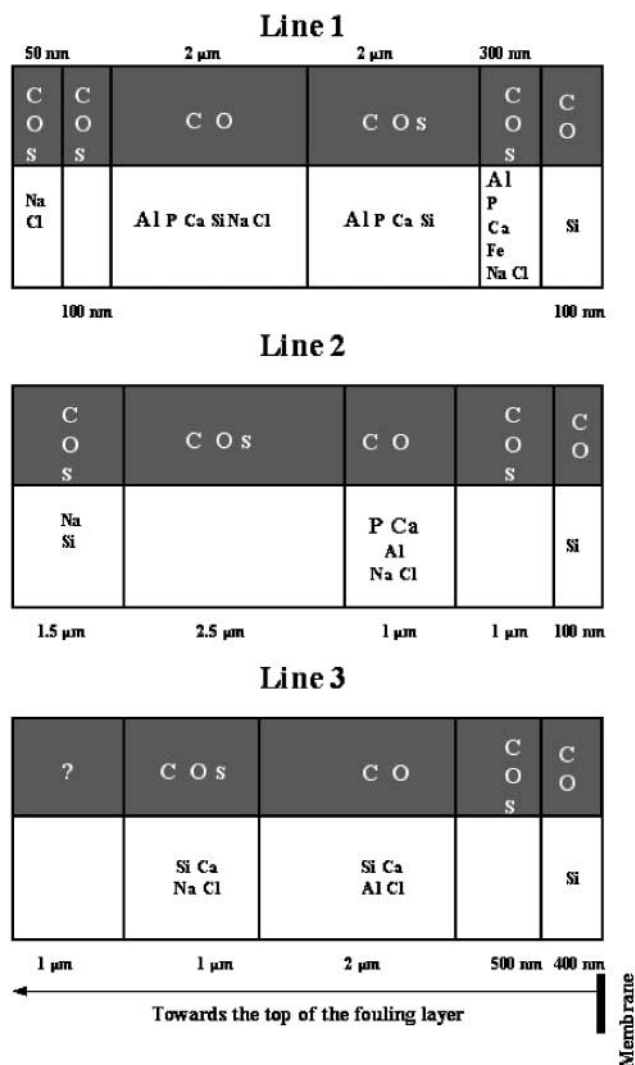 Line 1
50 nm 2 µm 2 µm 300 nm
C O s C O s C O C O s C O s C O
Na Cl Al P Ca Si Na Cl Al P Ca Si Al P Ca Fe Na Cl Si
100 nm 100 nm
Line 2
C O s C O s C O C O s C O
Na Si P Ca Al Na Cl Si
1.5 µm 2.5 µm 1 µm 1 µm 100 nm
Line 3
? C O s C O C O s C O
Si Ca Na Cl Si Ca Al Cl Si
1 µm 1 µm 2 µm 500 nm 400 nm
Towards the top of the fouling layer
Membrane